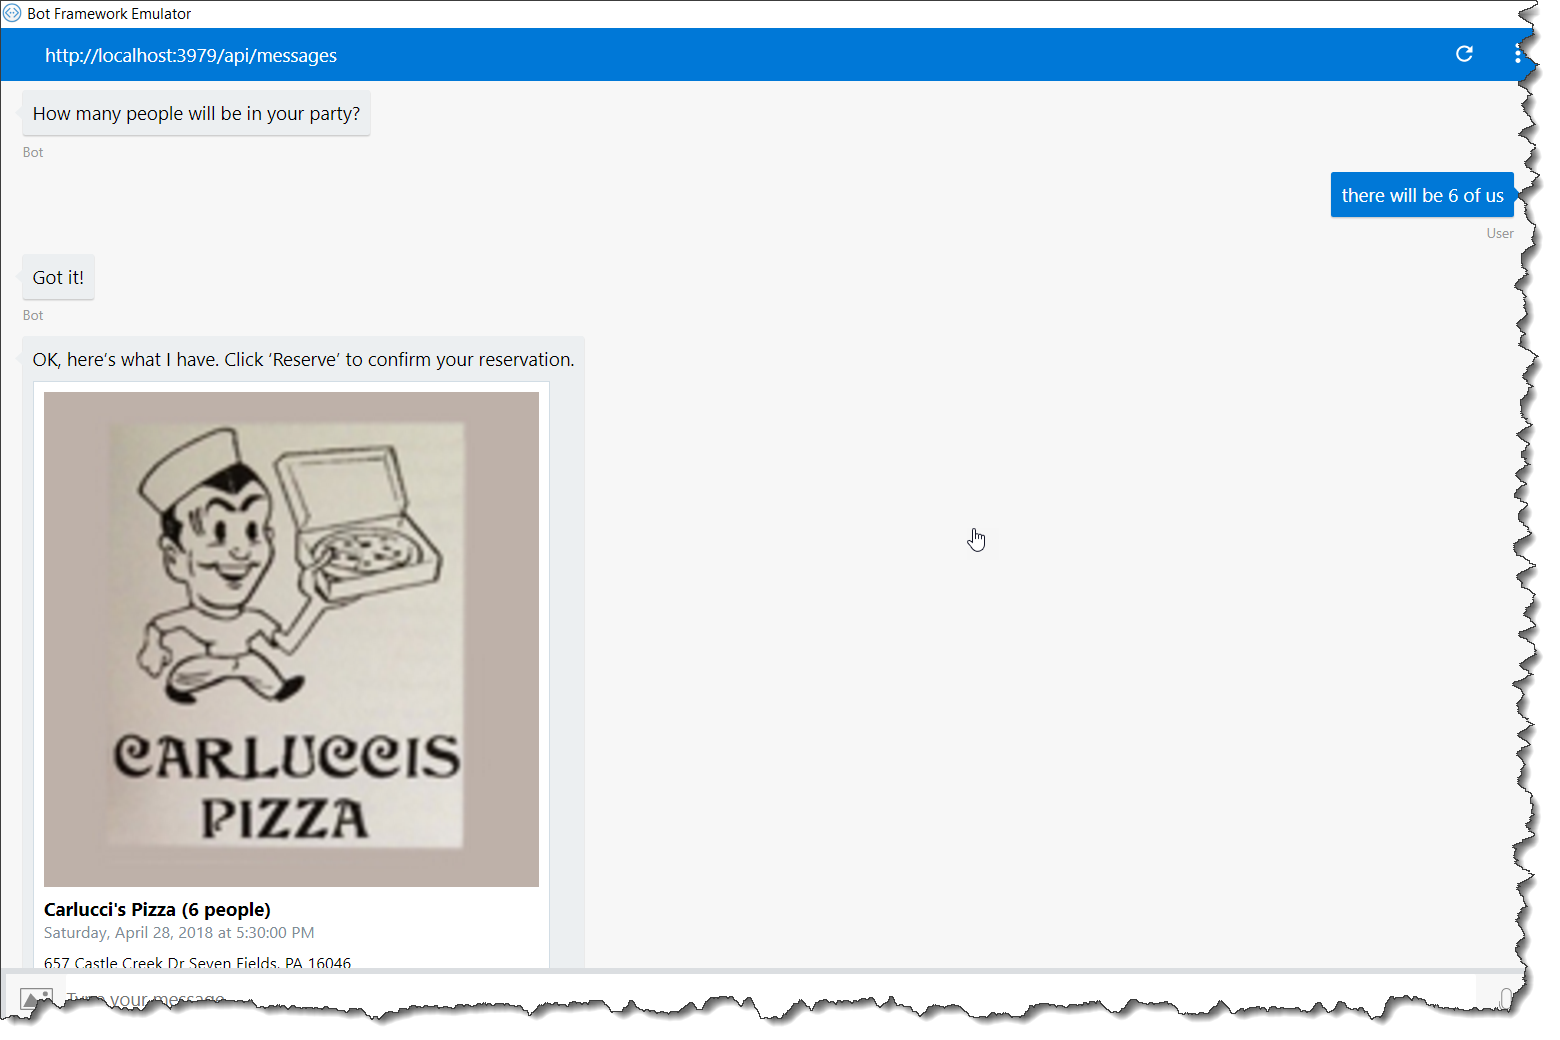 Bot Framework Emulator
http://localhost:3979/api/messages
How many people will be in your party?
Bot
there will be 6 of us
User
Got it!
Bot
OK, here's what I have. Click ‘Reserve’ to confirm your reservation.
CARLUCCIS
PIZZA
Carlucci's Pizza (6 people)
Saturday, April 28, 2018 at 5:30:00 PM
657 Castle Creek Dr Seven Fields, PA 16046
Type your message...